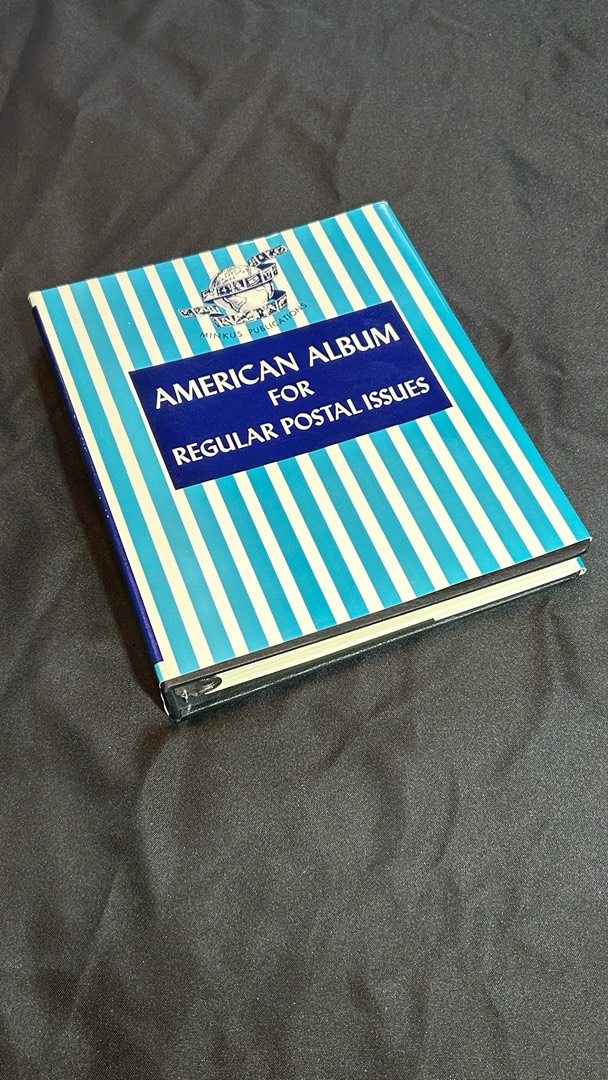 MINKUS PUBLICATIONS
AMERICAN ALBUM
FOR
REGULAR POSTAL ISSUES